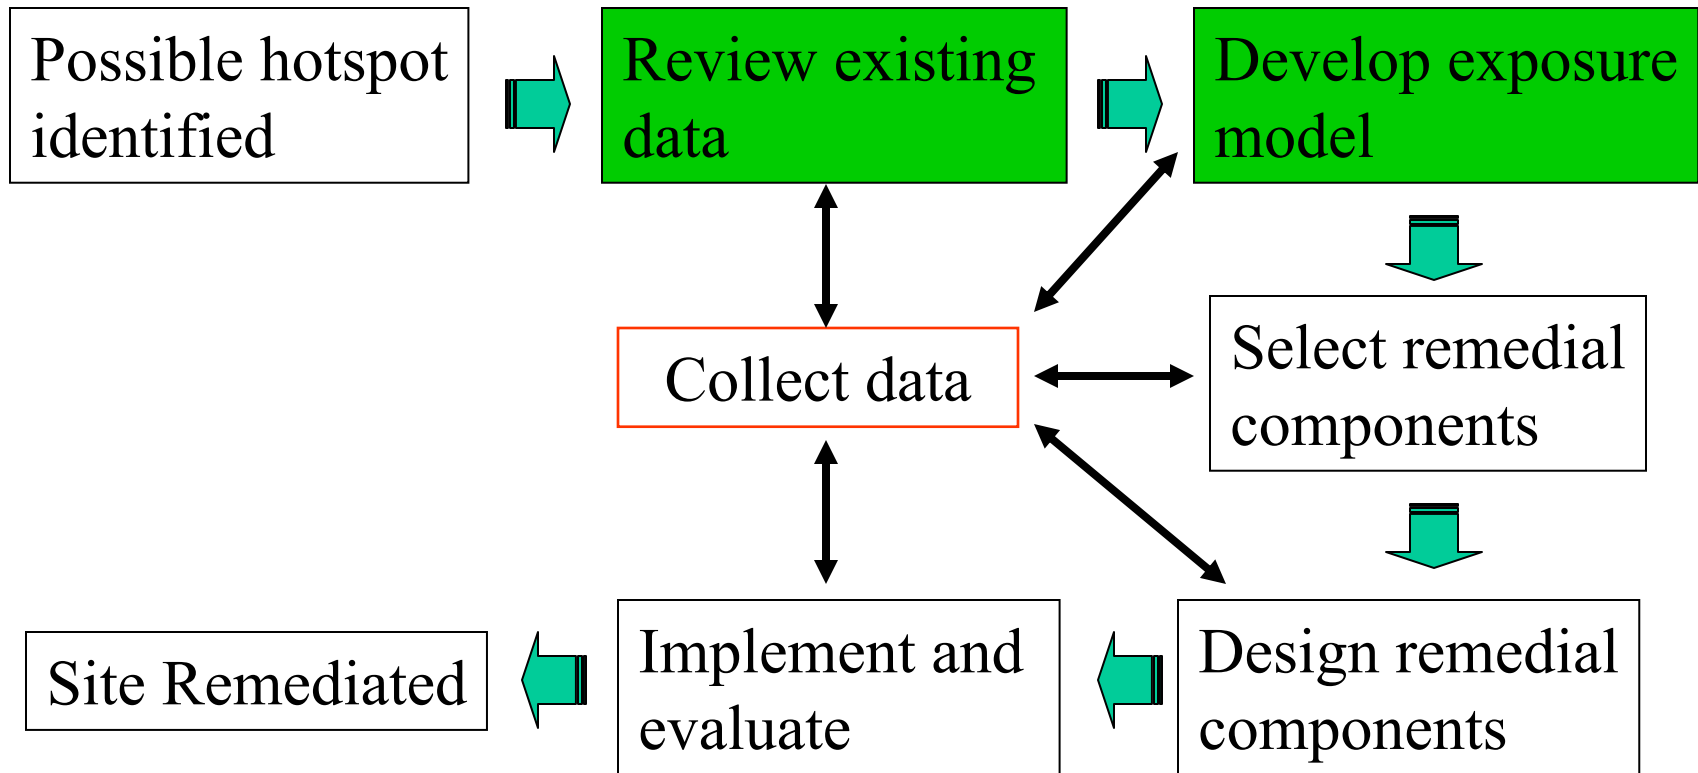 Possible hotspot
identified
Review existing
data
Develop exposure
model
Select remedial
components
Collect data
Design remedial
components
Implement and
evaluate
Site Remediated